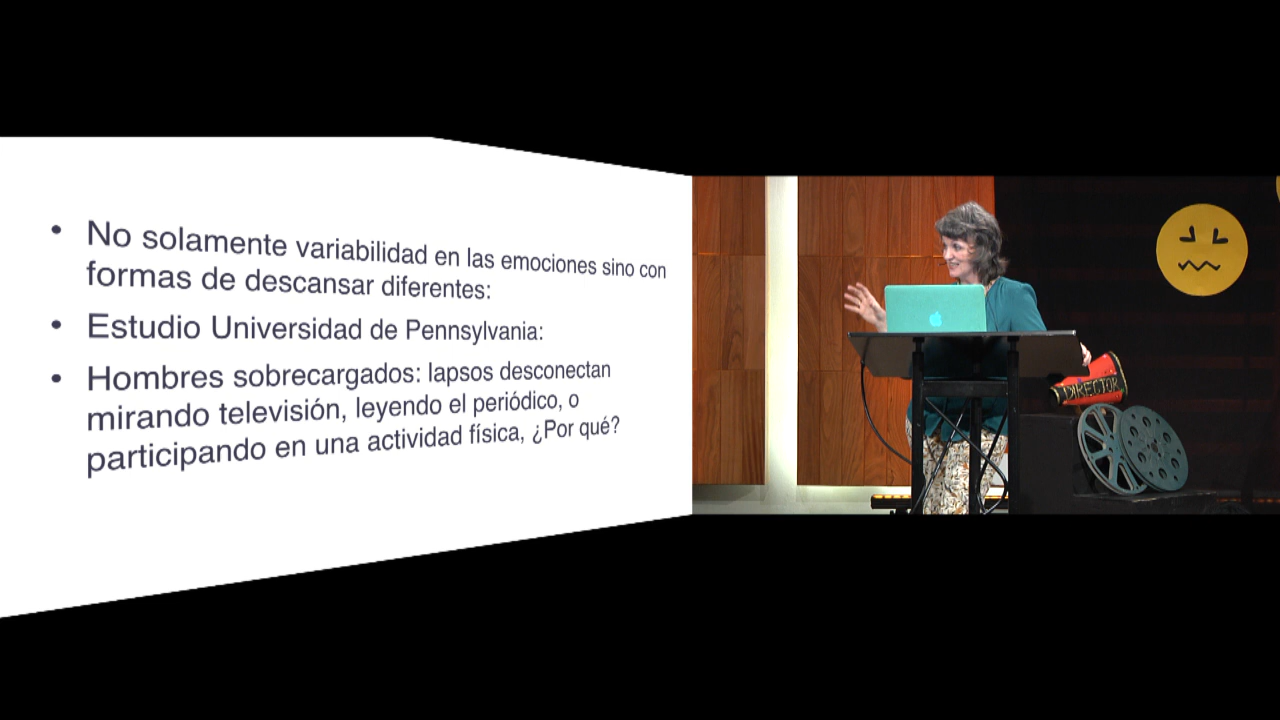 • No solamente variabilidad en las emociones sino con
formas de descansar diferentes:
• Estudio Universidad de Pennsylvania:
• Hombres sobrecargados: lapsos desconectan
mirando televisión, leyendo el periódico, o
participando en una actividad física, ¿Por qué?
DIRECTOR